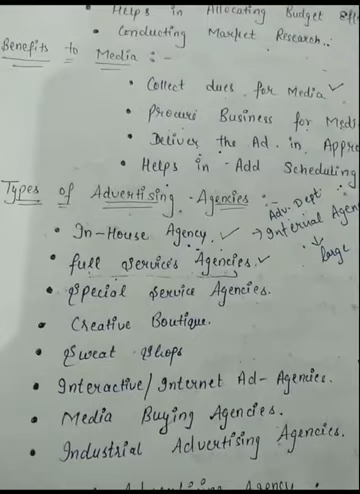 • Helps in Allocating Budget
• Conducting Market Research.
Benefits to Media : -
• Collect dues for Media
• procure Business for
• Deliver the Ad. in
• Helps in Add Scheduling
Types of Advertising Agencies :
Adv. Dept
• In-House Agency. → Internal
• full Services Agencies. large
• Special Service Agencies.
• Creative Boutique.
• Sweat Shops
• Interactive/Internet Ad-Agencies.
• Media Buying Agencies.
• Industrial Advertising Agencies.